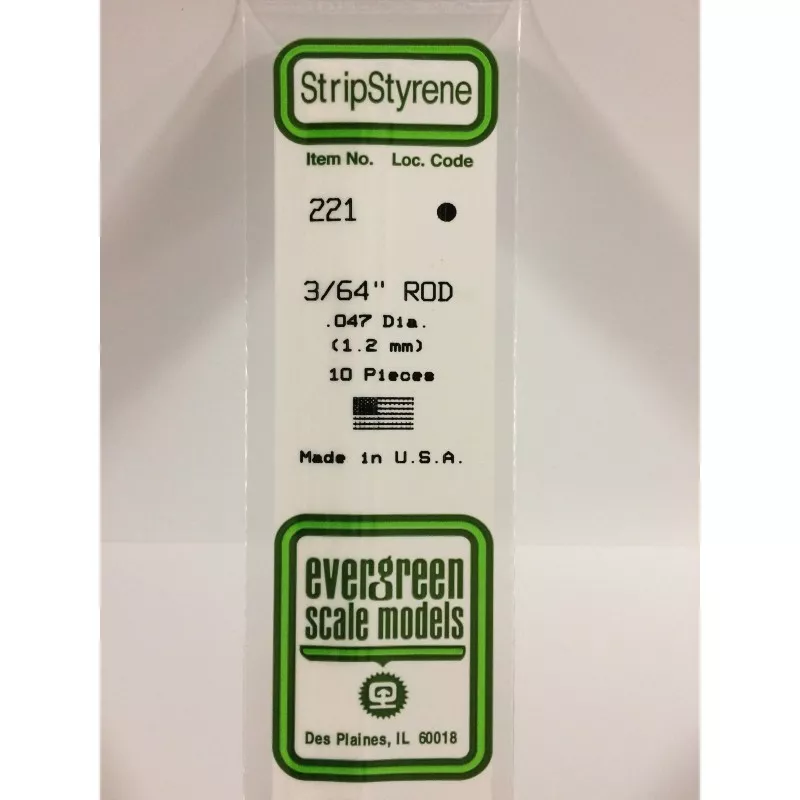 StripStyrene
Item No. Loc. Code
221
3/64" ROD
.047 Dia.
(1.2 mm)
10 Pieces
Made in U.S.A.
evergreen
scale models
Des Plaines, IL 60018